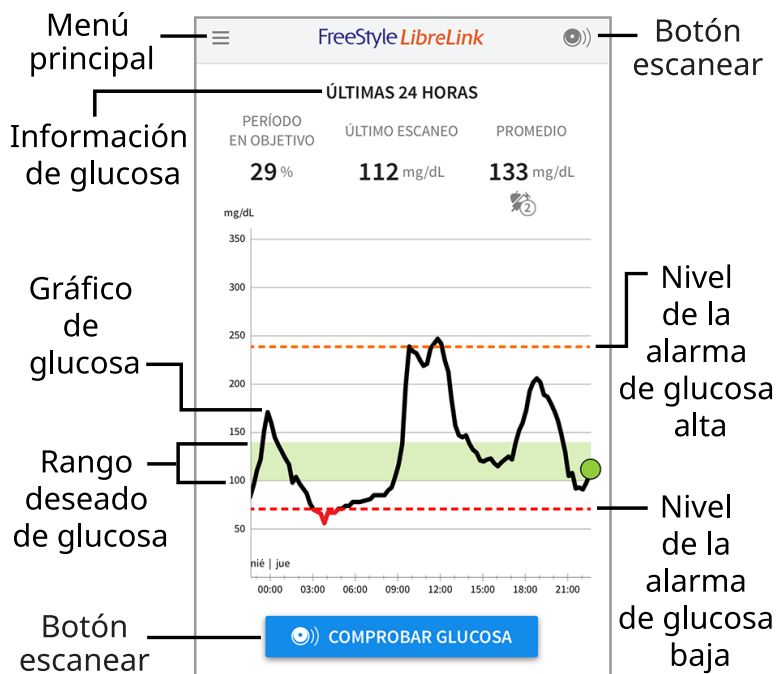 Menú
principal
FreeStyle LibreLink
Botón
escanear
ÚLTIMAS 24 HORAS
Información
de glucosa
PERÍODO
EN OBJETIVO
29 %
ÚLTIMO ESCANEO
112 mg/dL
PROMEDIO
133 mg/dL
2
mg/dL
350
300
250
200
150
100
50
Gráfico
de
glucosa
Rango
deseado
de glucosa
Nivel
de la
alarma
de glucosa
alta
Nivel
de la
alarma
de glucosa
baja
nié | jue
00:00 03:00 06:00 09:00 12:00 15:00 18:00 21:00
Botón
escanear
COMPROBAR GLUCOSA